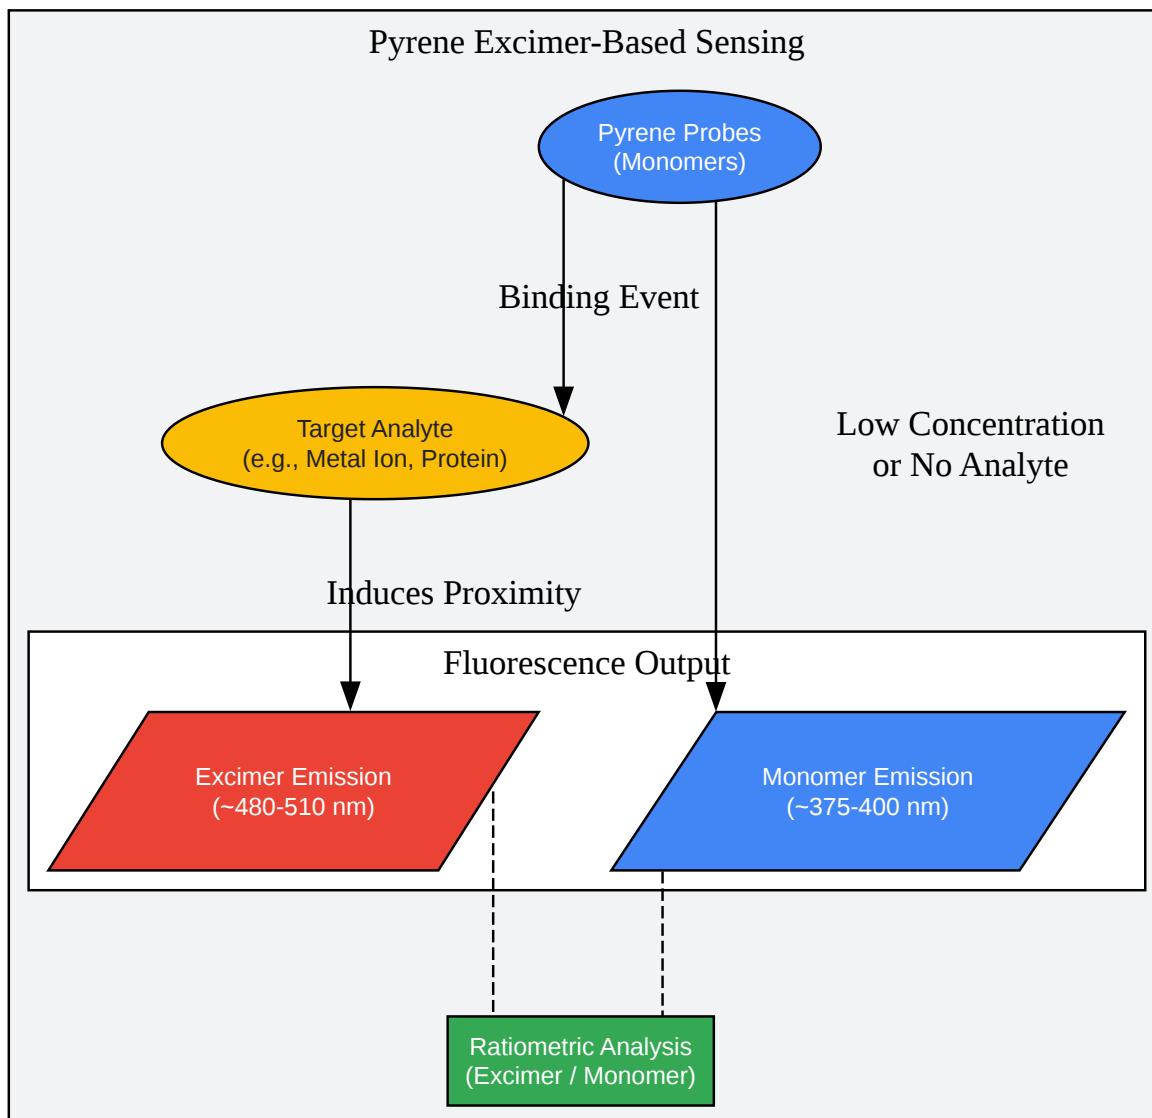 Pyrene Excimer-Based Sensing
Pyrene Probes
(Monomers)
Binding Event
Target Analyte
(e.g., Metal Ion, Protein)
Low Concentration
or No Analyte
Induces Proximity
Fluorescence Output
Excimer Emission
(~480-510 nm)
Monomer Emission
(~375-400 nm)
Ratiometric Analysis
(Excimer / Monomer)